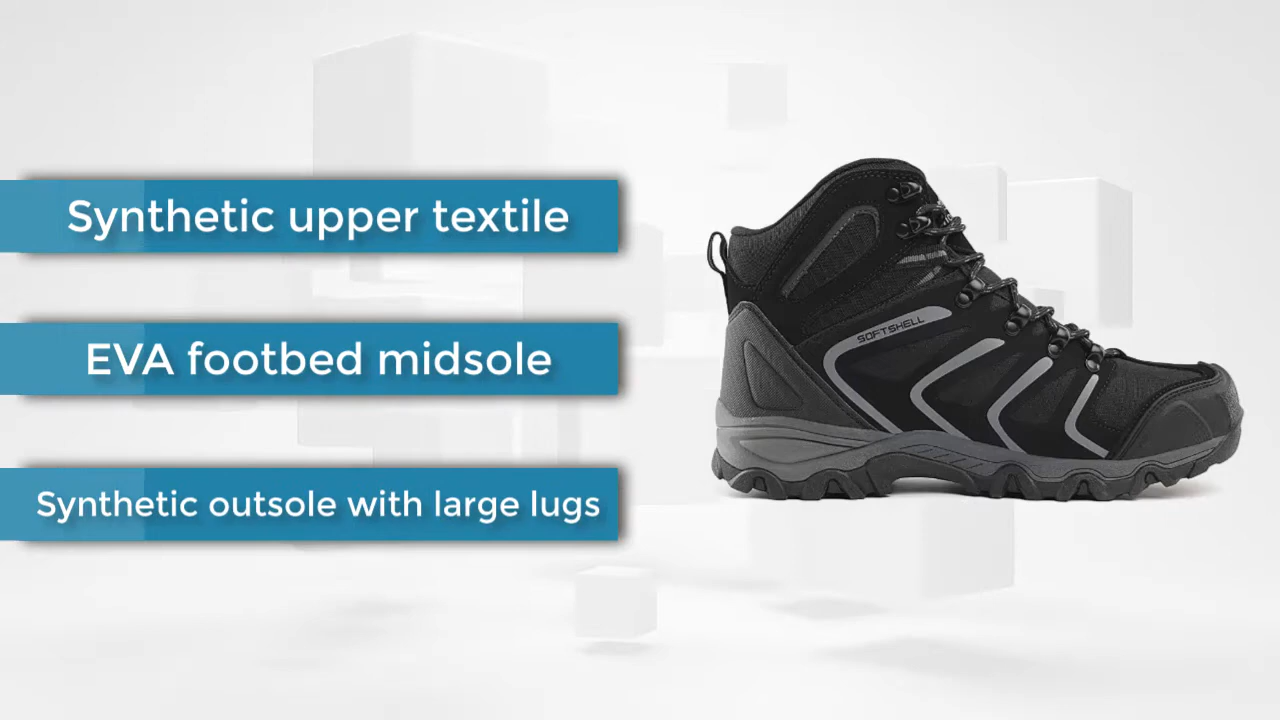 Synthetic upper textile
EVA footbed midsole
Synthetic outsole with large lugs
SOFTSHELL